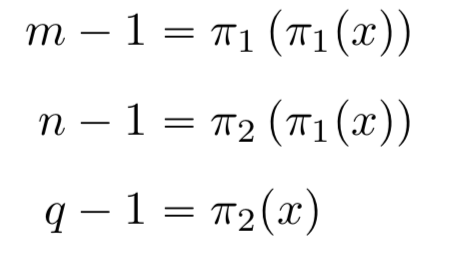 m − 1 = π₁ (π₁(x))
n − 1 = π₂ (π₁(x))
q − 1 = π₂(x)